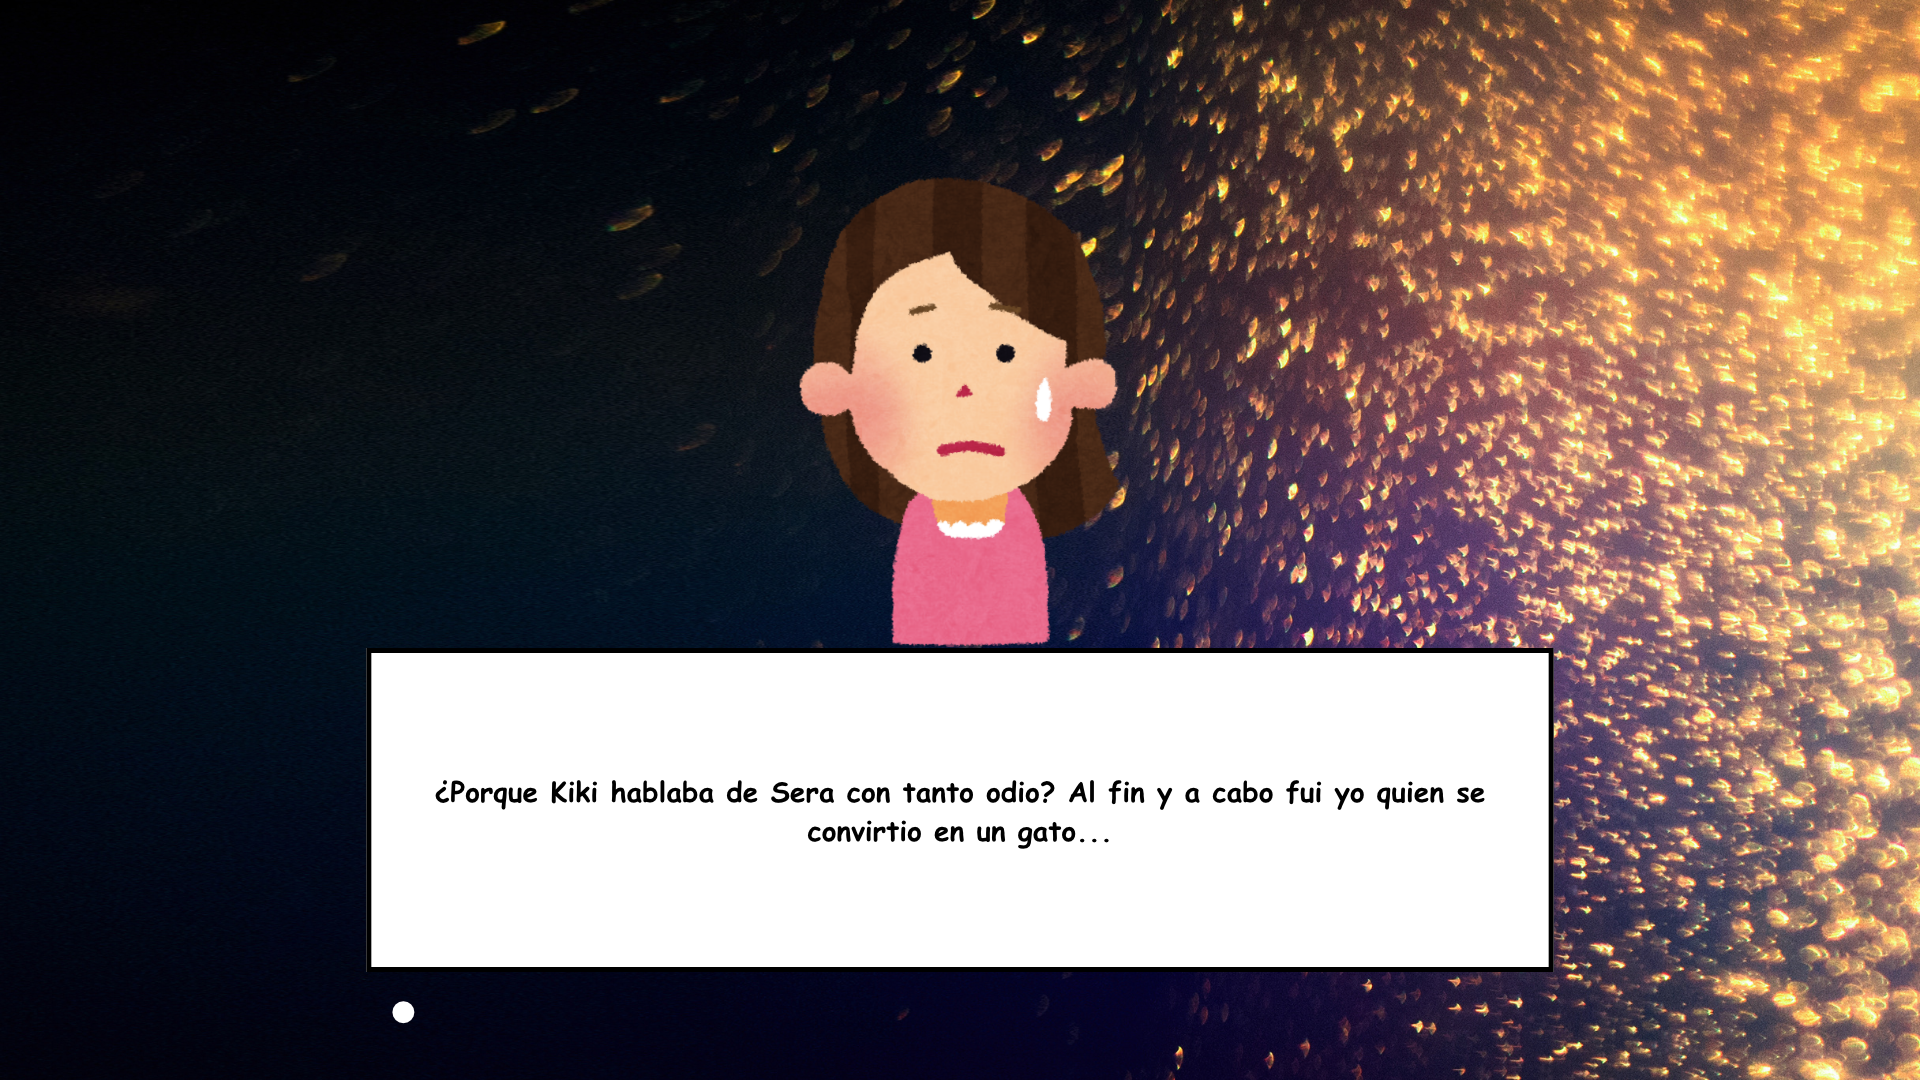 ¿Porque Kiki hablaba de Sera con tanto odio? Al fin y a cabo fui yo quien se
convirtio en un gato...